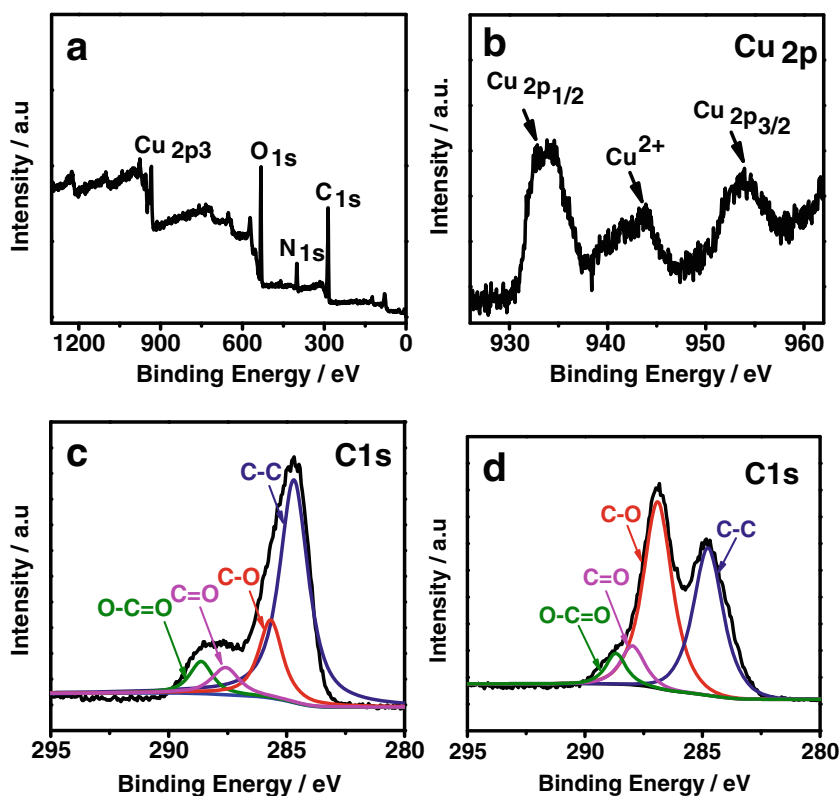 a
Cu 2p3
O 1s
C 1s
N 1s
Intensity / a.u
1200 900 600 300 0
Binding Energy / eV
b
Cu 2p
Cu 2p1/2
Cu2+
Cu 2p3/2
Intensity / a.u.
930 940 950 960
Binding Energy / eV
c
C1s
C-C
C-O
C=O
O-C=O
Intensity / a.u
295 290 285 280
Binding Energy / eV
d
C1s
C-O
C-C
C=O
O-C=O
Intensity / a.u
295 290 285 280
Binding Energy / eV